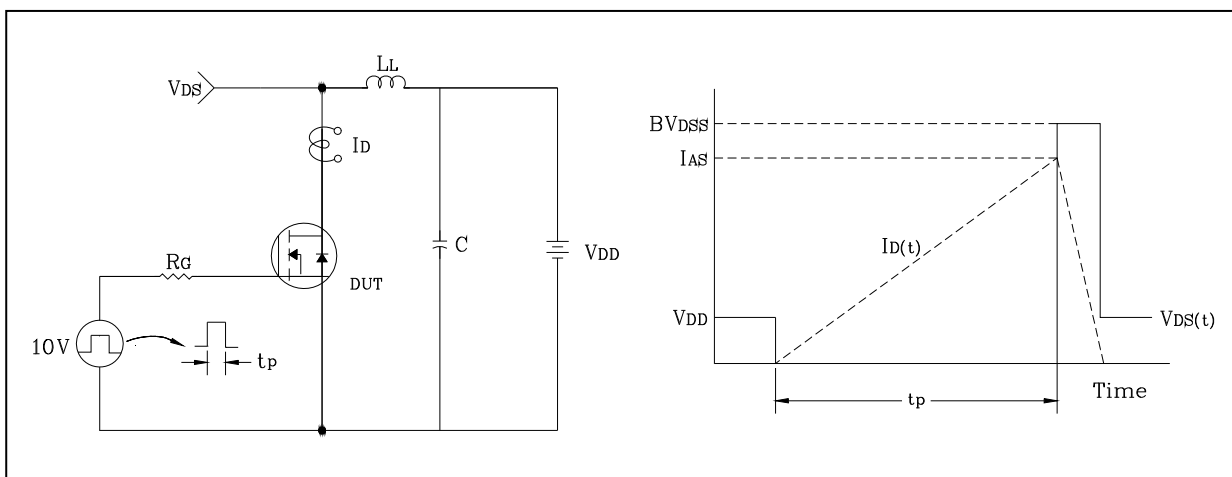 VDS
LL
ID
RG
DUT
C
VDD
10V
tp
BVDSS
IAS
ID(t)
VDD
VDS(t)
tp
Time